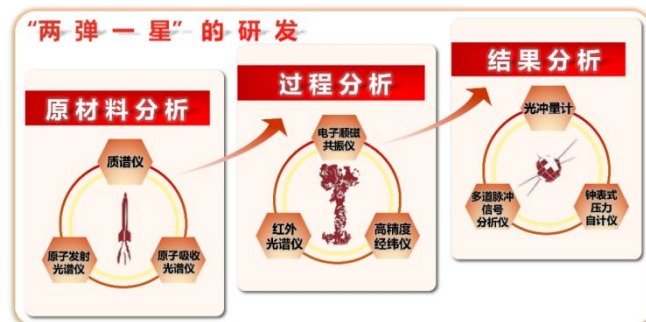 “两弹一星”的研发
原材料分析
质谱仪
原子发射
光谱仪
原子吸收
光谱仪
过程分析
电子顺磁
共振仪
红外
光谱仪
高精度
经纬仪
结果分析
光冲量计
多道脉冲
信号
分析仪
钟表式
压力
自计仪